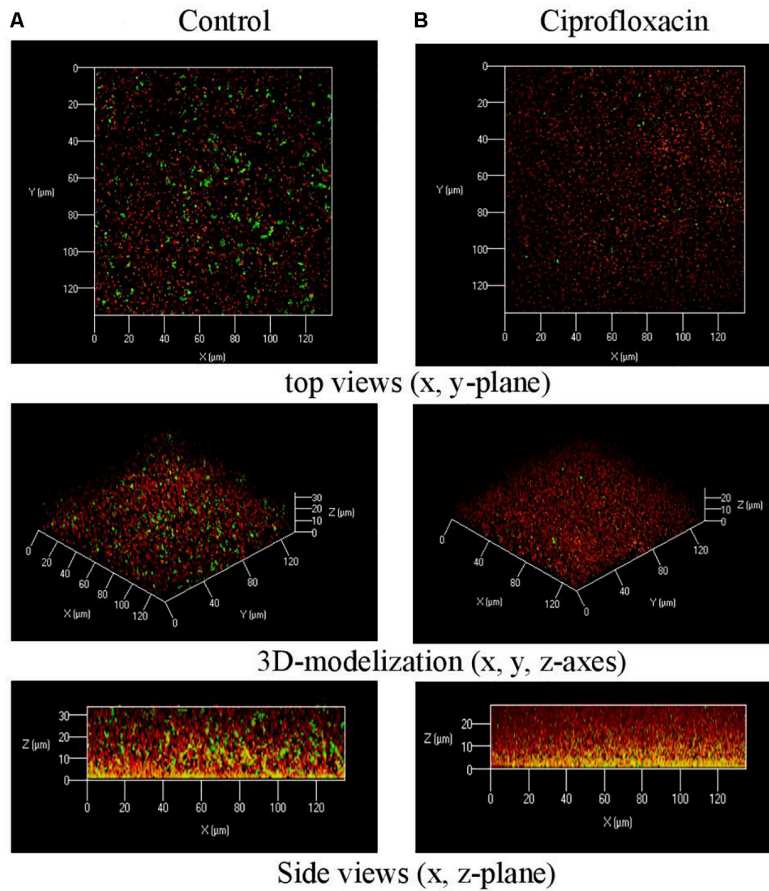 A Control B Ciprofloxacin
0
20
40
60
80
100
120
Y (µm)
0 20 40 60 80 100 120
X (µm)
0
20
40
60
80
100
120
Y (µm)
0 20 40 60 80 100 120
X (µm)
top views (x, y-plane)
30
20
10
0
Z (µm)
0 20 40 60 80 100 120
X (µm)
0 40 80 120
Y (µm)
20
10
0
Z (µm)
0 40 80 120
X (µm)
0 40 80 120
Y (µm)
3D-modelization (x, y, z-axes)
30
20
10
0
Z (µm)
0 20 40 60 80 100 120
X (µm)
20
10
0
Z (µm)
0 20 40 60 80 100 120
X (µm)
Side views (x, z-plane)